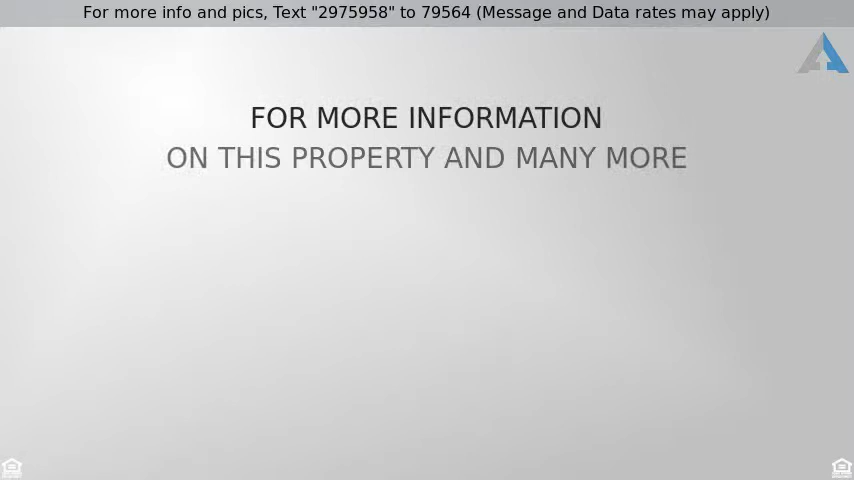 For more info and pics, Text "2975958" to 79564 (Message and Data rates may apply)
FOR MORE INFORMATION
ON THIS PROPERTY AND MANY MORE